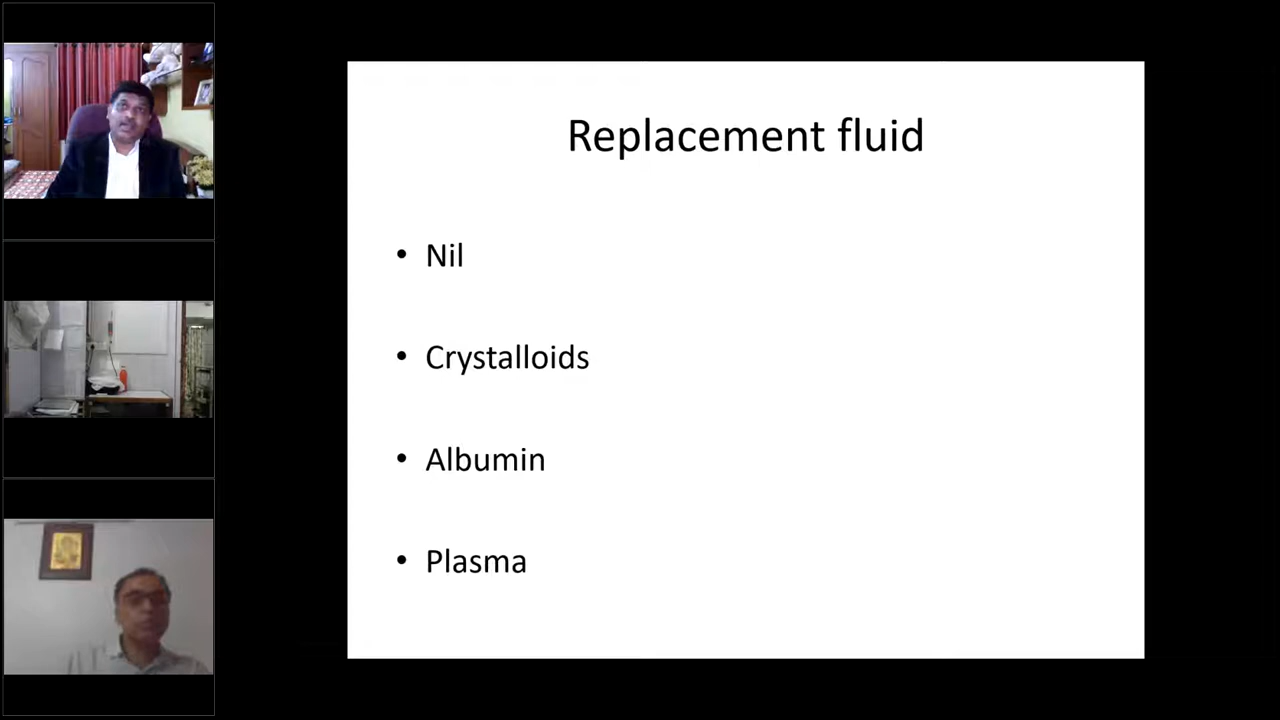 Replacement fluid
• Nil
• Crystalloids
• Albumin
• Plasma